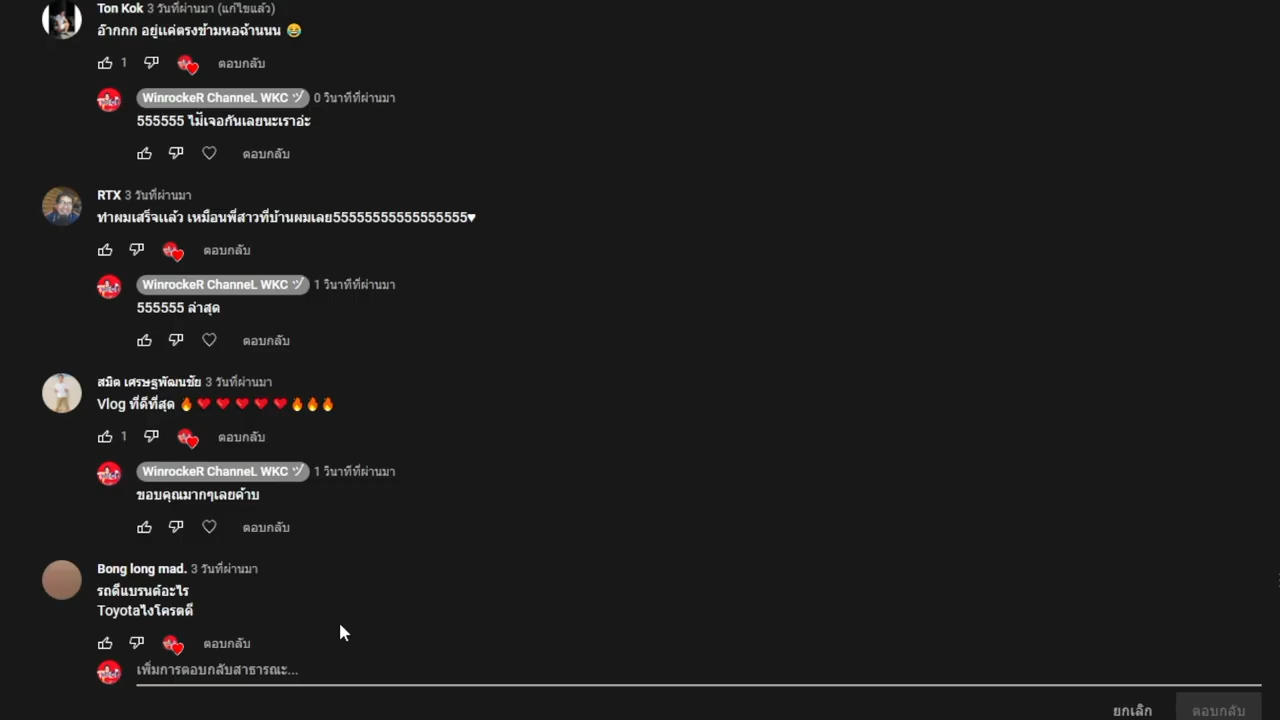 Ton Kok 3 วันที่ผ่านมา (แก้ไขแล้ว)
อ๊ากกก อยู่แค่ตรงข้ามหอฉ้านนน 😂
1 ตอบกลับ
WinrockeR ChanneL WKC ヅ 0 วินาทีที่ผ่านมา
555555 ไม่เจอกันเลยนะเราอ่ะ
ตอบกลับ
RTX 3 วันที่ผ่านมา
ทำผมเสร็จแล้ว เหมือนพี่สาวที่บ้านผมเลย55555555555555555♥
ตอบกลับ
WinrockeR ChanneL WKC ヅ 1 วินาทีที่ผ่านมา
555555 ล่าสุด
ตอบกลับ
สมิต เศรษฐพัฒนชัย 3 วันที่ผ่านมา
Vlog ที่ดีที่สุด 🔥❤❤❤❤❤🔥🔥🔥
1 ตอบกลับ
WinrockeR ChanneL WKC ヅ 1 วินาทีที่ผ่านมา
ขอบคุณมากๆเลยค้าบ
ตอบกลับ
Bong long mad. 3 วันที่ผ่านมา
รถดีแบรนด์อะไร
Toyotaไงโครตดี
ตอบกลับ
เพิ่มการตอบกลับสาธารณะ...
ยกเลิก ตอบกลับ